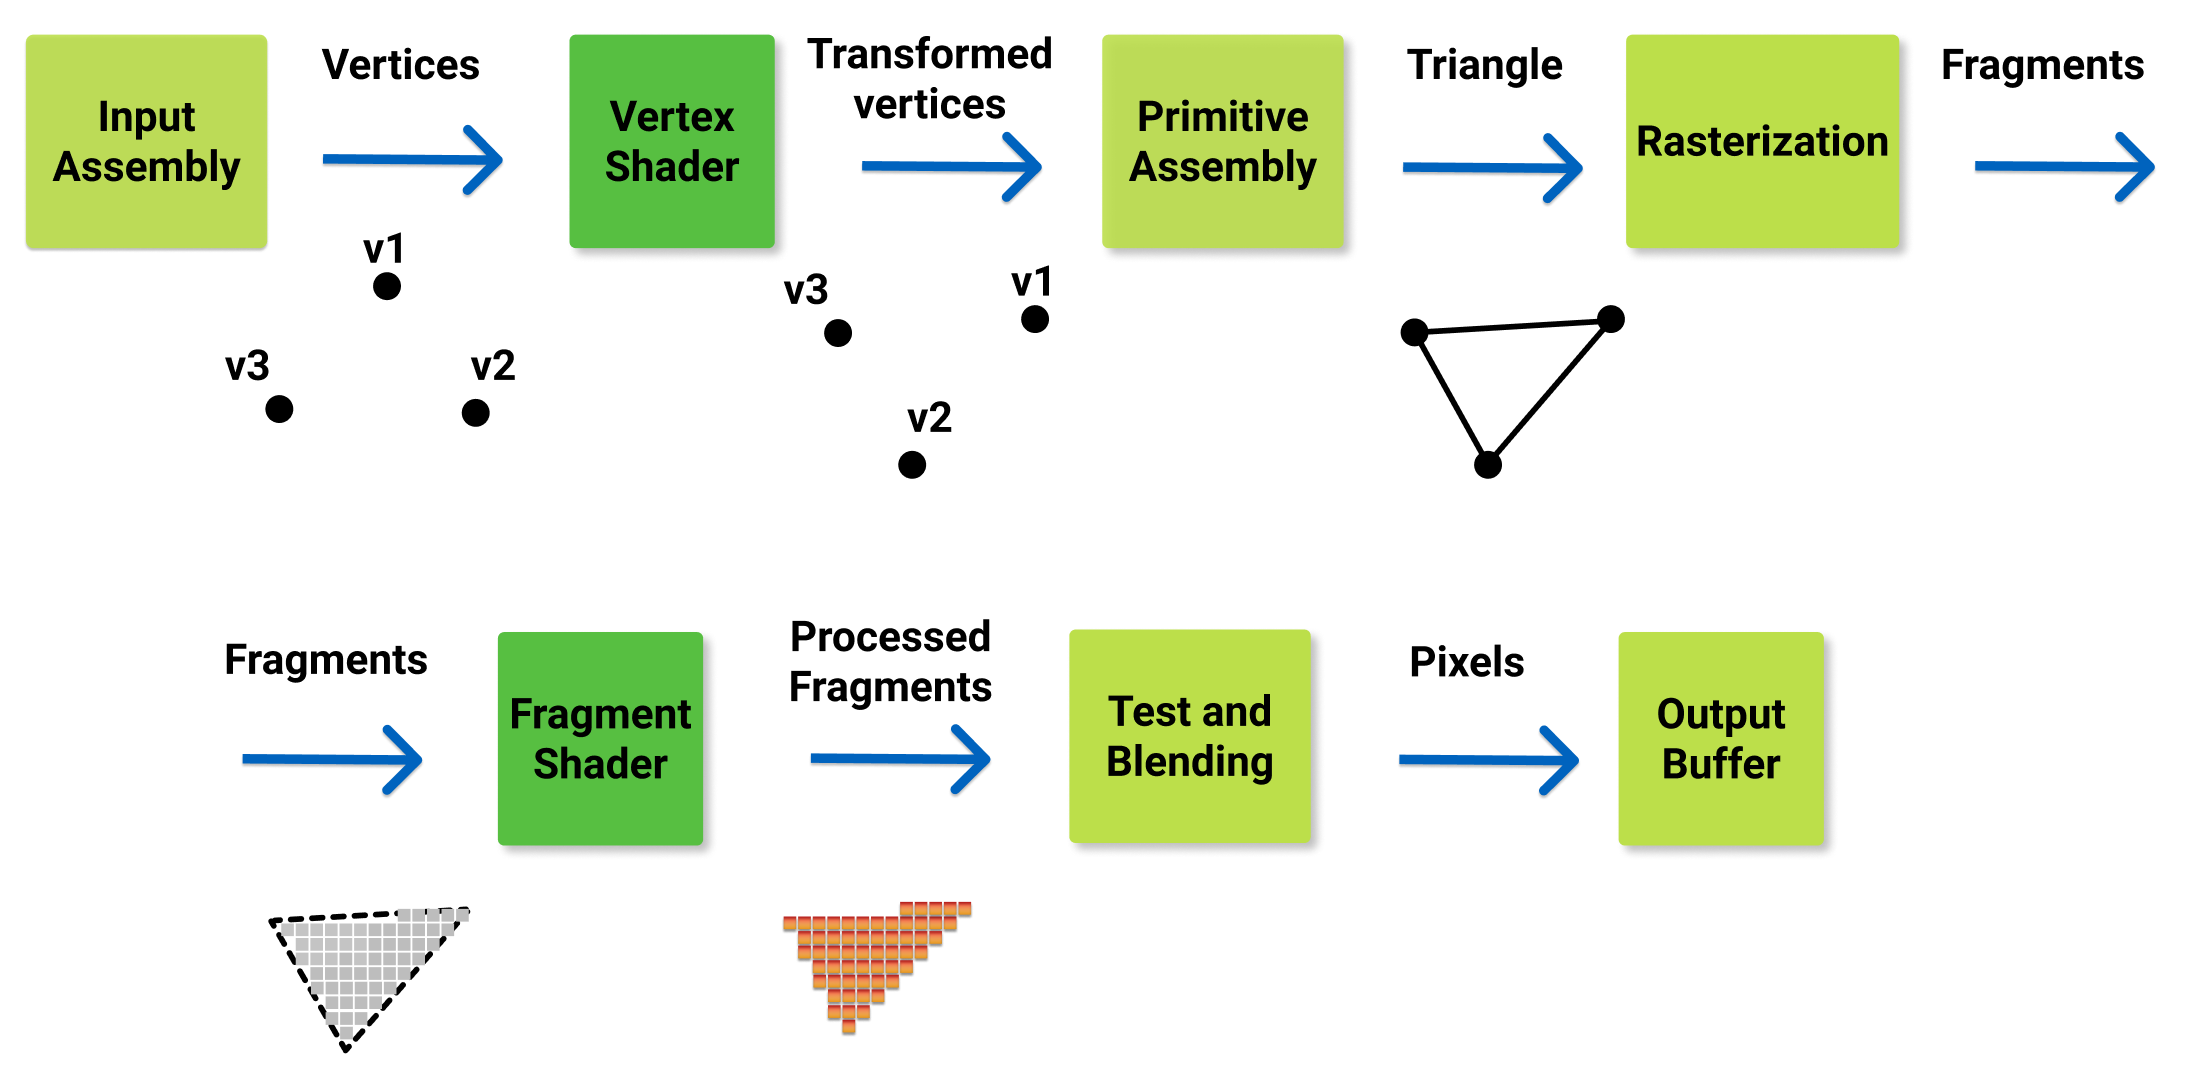 Input
Assembly
Vertices
Vertex
Shader
Transformed
vertices
Primitive
Assembly
Triangle
Rasterization
Fragments
v1
v3
v2
v3
v1
v2
Fragments
Fragment
Shader
Processed
Fragments
Test and
Blending
Pixels
Output
Buffer